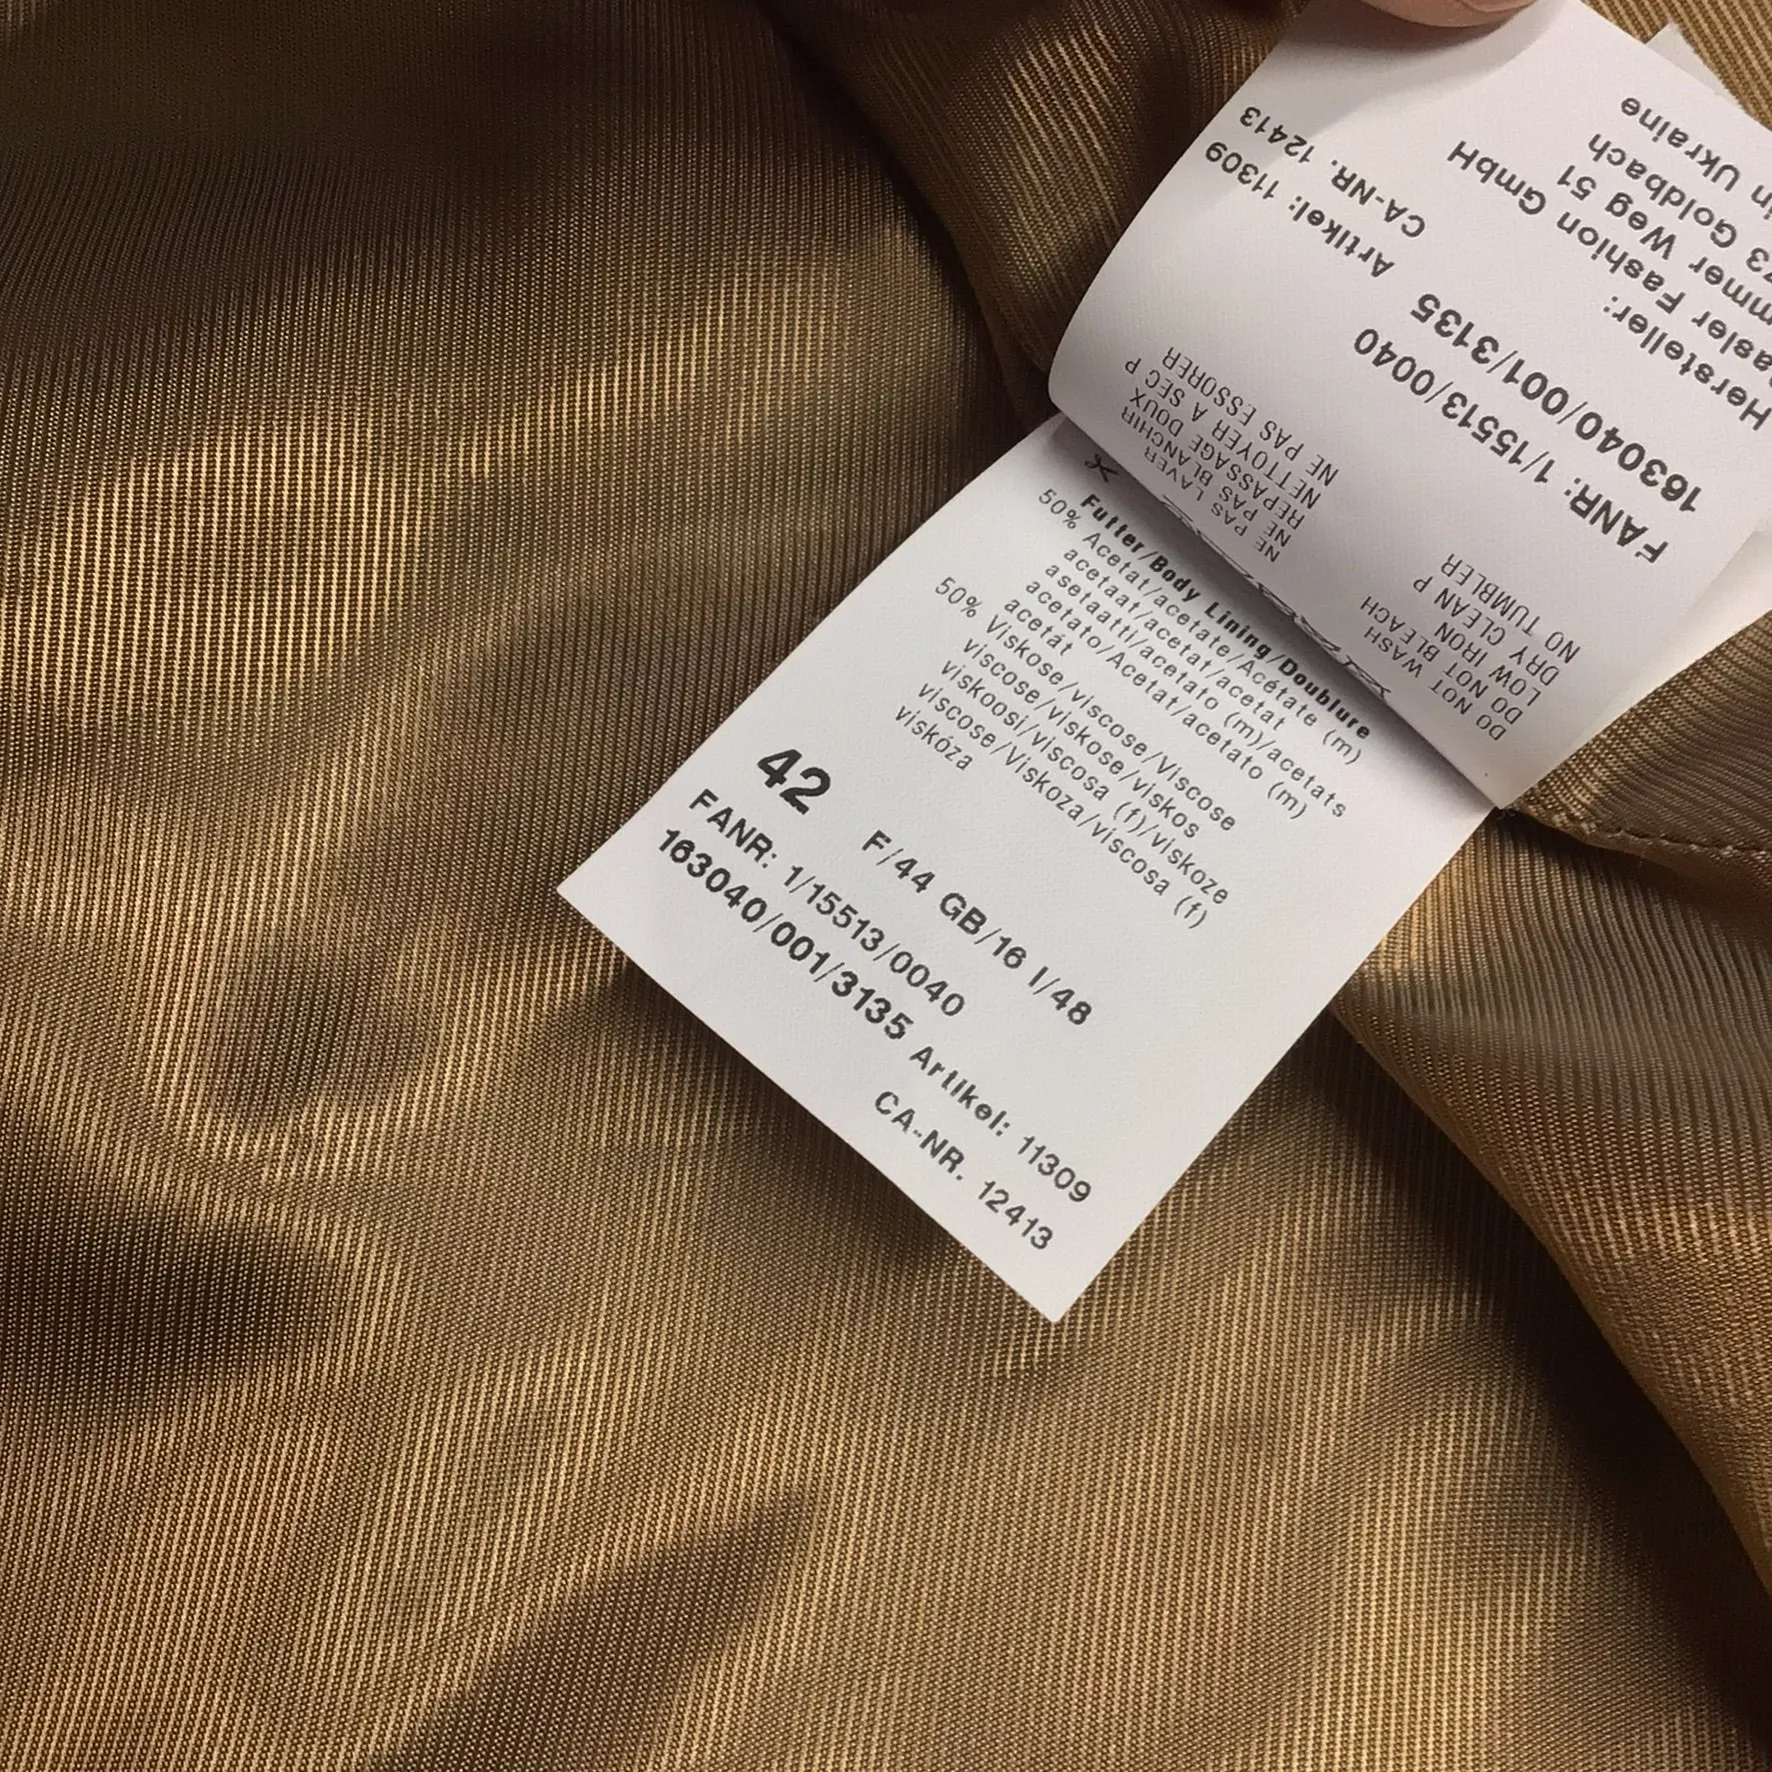 Futter/Body Lining/Doublure
50% Acetat/acetate/Acétate (m)
acetaat/acetat/acetat
asetaatti/acetato (m)/acetats
acetato/Acetat/acetato (m)
acetát
50% Viskose/viscose/Viscose
viscose/viskose/viskos
viskoosi/viscosa (f)/viskoze
viscose/Viskoza/viscosa (f)
viskóza
42 F/44 GB/16 I/48
FANR: 1/15513/0040
163040/001/3135 Artikel: 11309
CA-NR. 12413
DO NOT WASH
DO NOT BLEACH
LOW IRON
DRY CLEAN P
NO TUMBLER
NE PAS LAVER
NE PAS BLANCHIR
REPASSAGE DOUX
NETTOYER A SEC P
NE PAS ESSORER
FANR: 1/15513/0040
163040/001/3135 Artikel: 11309
CA-NR. 12413
Hersteller:
Fashion GmbH
Weg 51
Goldbach
in Ukraine